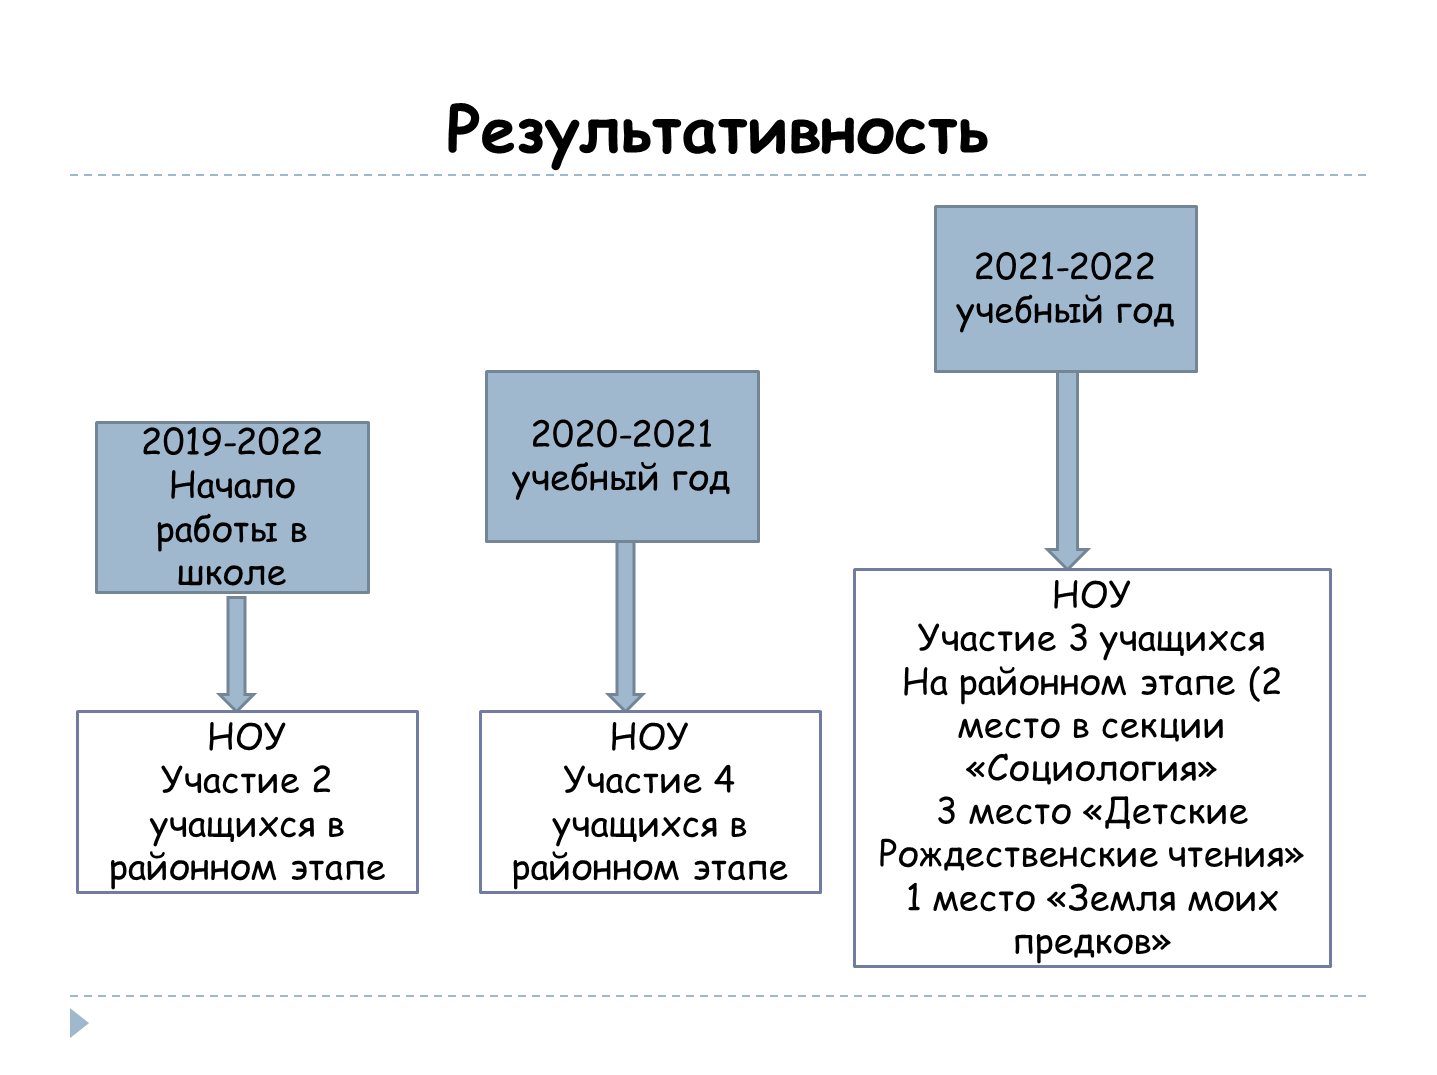 Результативность
2019-2022
Начало
работы в
школе
НОУ
Участие 2
учащихся в
районном этапе
2020-2021
учебный год
НОУ
Участие 4
учащихся в
районном этапе
2021-2022
учебный год
НОУ
Участие 3 учащихся
На районном этапе (2
место в секции
«Социология»
3 место «Детские
Рождественские чтения»
1 место «Земля моих
предков»